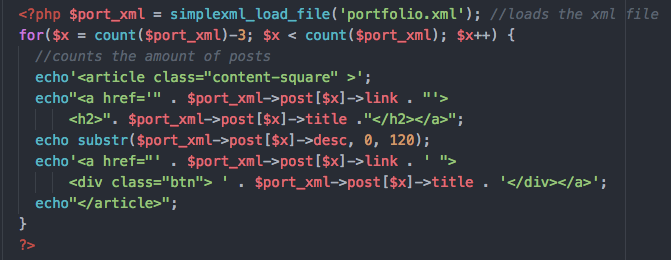 <?php $port_xml = simplexml_load_file('portfolio.xml'); //loads the xml file
for($x = count($port_xml)-3; $x < count($port_xml); $x++) {
//counts the amount of posts
echo'<article class="content-square" >';
echo"<a href='" . $port_xml->post[$x]->link . "'>
<h2>". $port_xml->post[$x]->title ."</h2></a>";
echo substr($port_xml->post[$x]->desc, 0, 120);
echo'<a href="' . $port_xml->post[$x]->link . ' ">
<div class="btn"> ' . $port_xml->post[$x]->title . '</div></a>';
echo"</article>";
}
?>